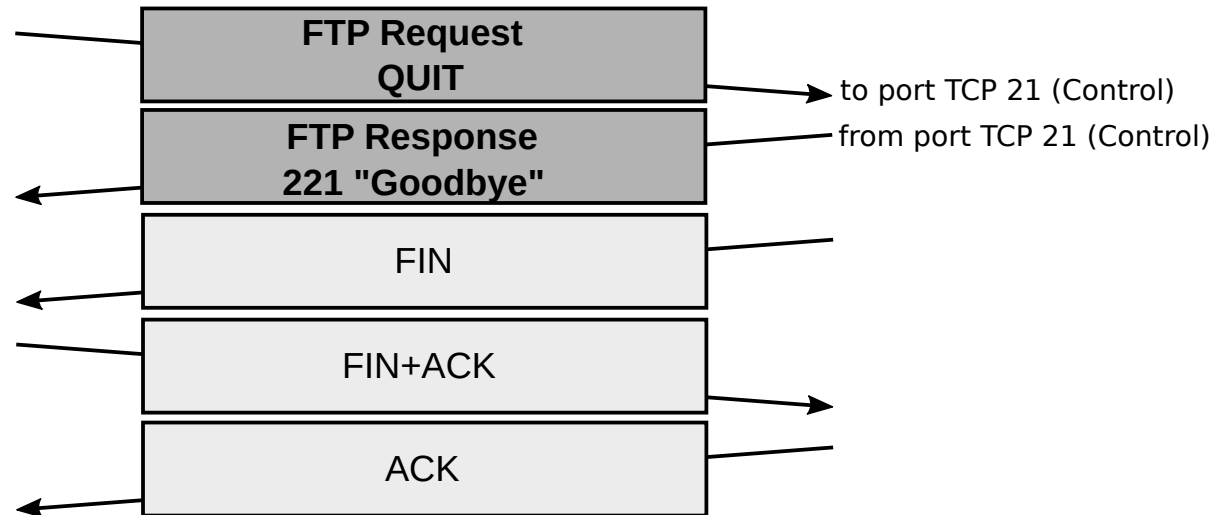 FTP Request
QUIT
to port TCP 21 (Control)
FTP Response
from port TCP 21 (Control)
221 "Goodbye"
FIN
FIN+ACK
ACK